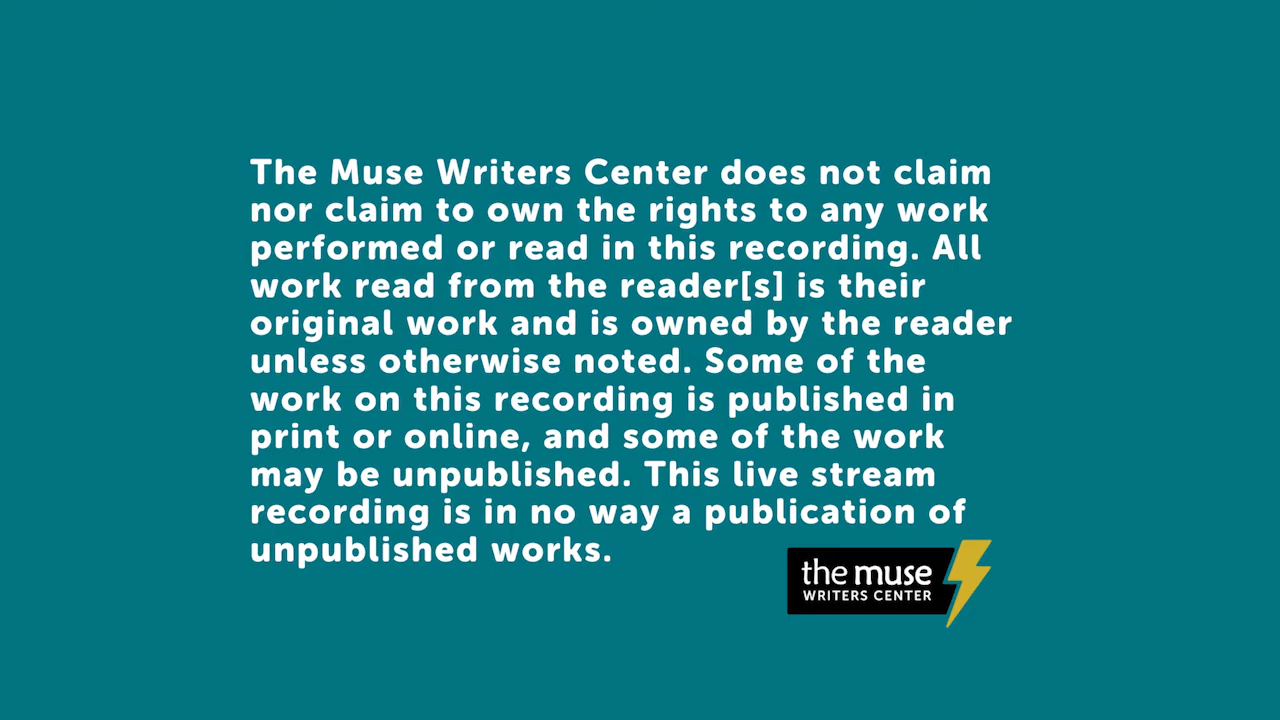 The Muse Writers Center does not claim
nor claim to own the rights to any work
performed or read in this recording. All
work read from the reader[s] is their
original work and is owned by the reader
unless otherwise noted. Some of the
work on this recording is published in
print or online, and some of the work
may be unpublished. This live stream
recording is in no way a publication of
unpublished works.
the muse
WRITERS CENTER